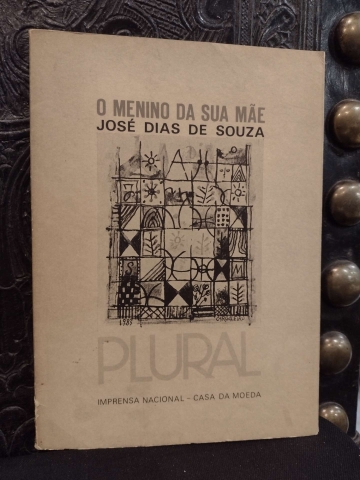 O MENINO DA SUA MÃE
JOSÉ DIAS DE SOUZA
PLURAL
IMPRENSA NACIONAL - CASA DA MOEDA